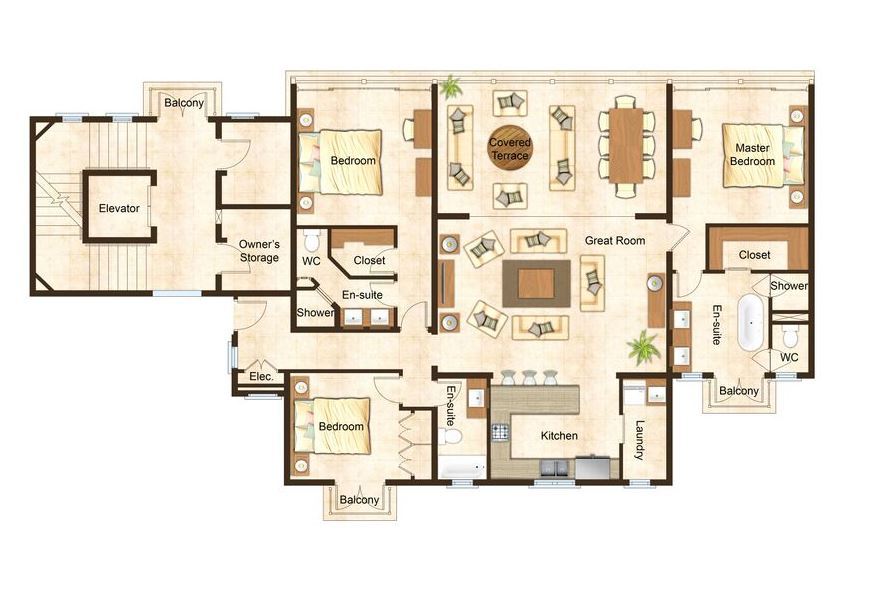 Balcony
Bedroom
Covered
Terrace
Master
Bedroom
Elevator
Owner's
Storage
WC
Closet
Great Room
Closet
En-suite
Shower
Shower
En-suite
WC
Elec.
Balcony
Bedroom
En-suite
Kitchen
Laundry
Balcony